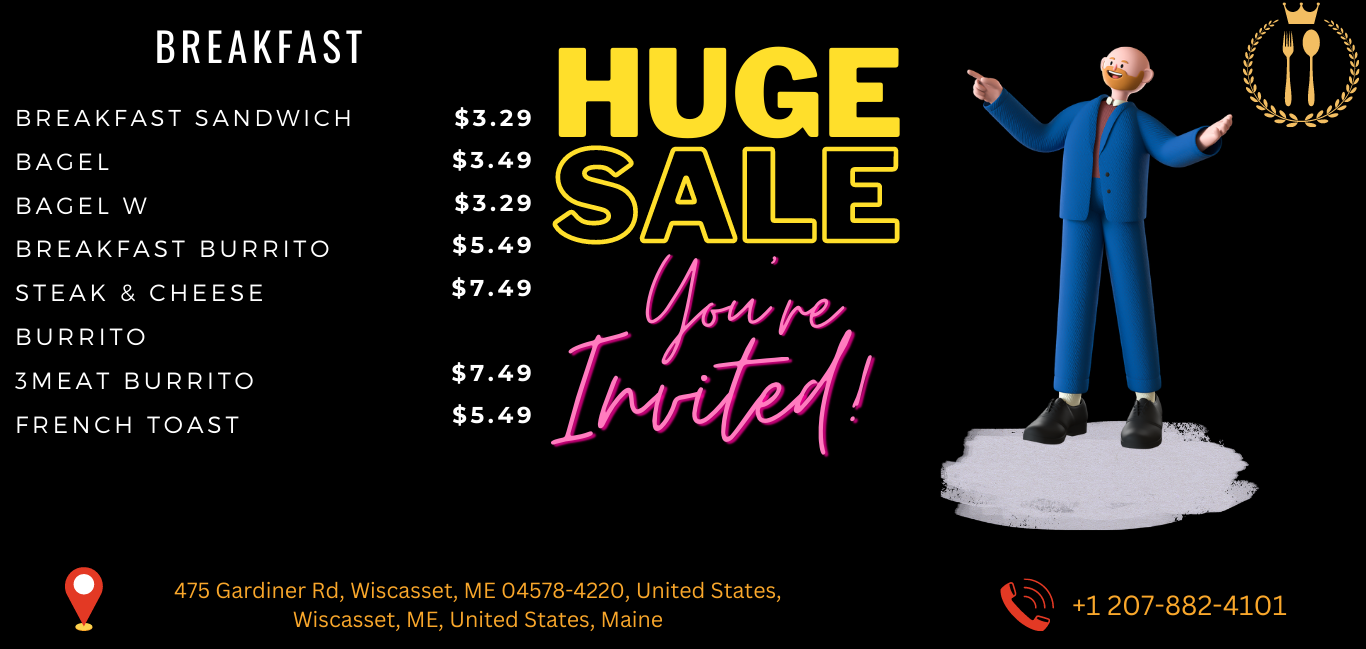 BREAKFAST
BREAKFAST SANDWICH $3.29
BAGEL $3.49
BAGEL W $3.29
BREAKFAST BURRITO $5.49
STEAK & CHEESE $7.49
BURRITO
3MEAT BURRITO $7.49
FRENCH TOAST $5.49
HUGE
SALE
You're
Invited!
475 Gardiner Rd, Wiscasset, ME 04578-4220, United States,
Wiscasset, ME, United States, Maine
+1 207-882-4101